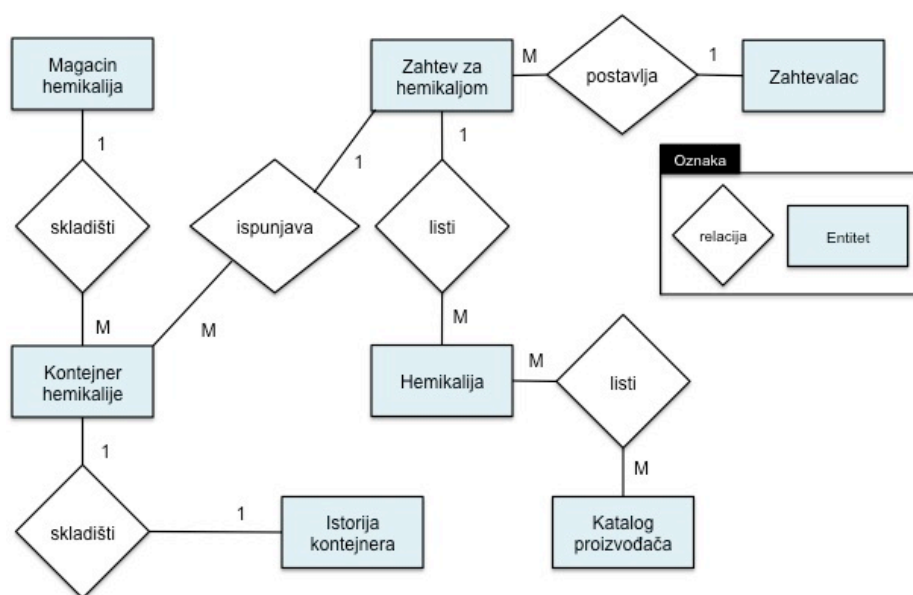 Magacin
hemikalija
Zahtev za
hemikaljom
M
postavlja
1
Zahtevalac
1
1
1
Oznaka
skladišti
ispunjava
listi
relacija
Entitet
M
M
M
M
Kontejner
hemikalije
Hemikalija
listi
1
M
skladišti
1
Istorija
kontejnera
Katalog
proizvođača